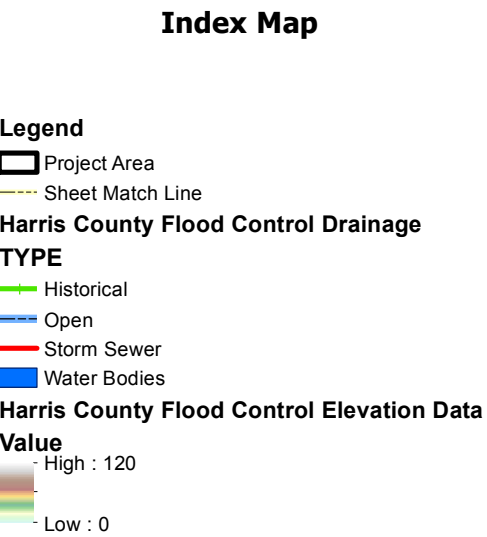 Index Map
Legend
Project Area
Sheet Match Line
Harris County Flood Control Drainage
TYPE
Historical
Open
Storm Sewer
Water Bodies
Harris County Flood Control Elevation Data
Value
High : 120
Low : 0